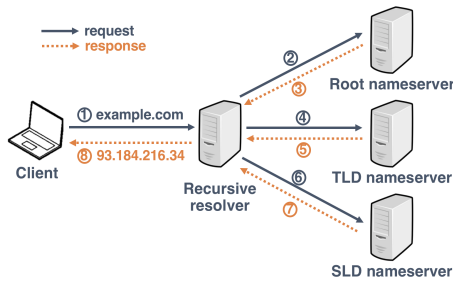 request
response
② 
Root nameserver
③
① example.com
④
⑧ 93.184.216.34
⑤
Client
Recursive
resolver
TLD nameserver
⑥
⑦
SLD nameserver